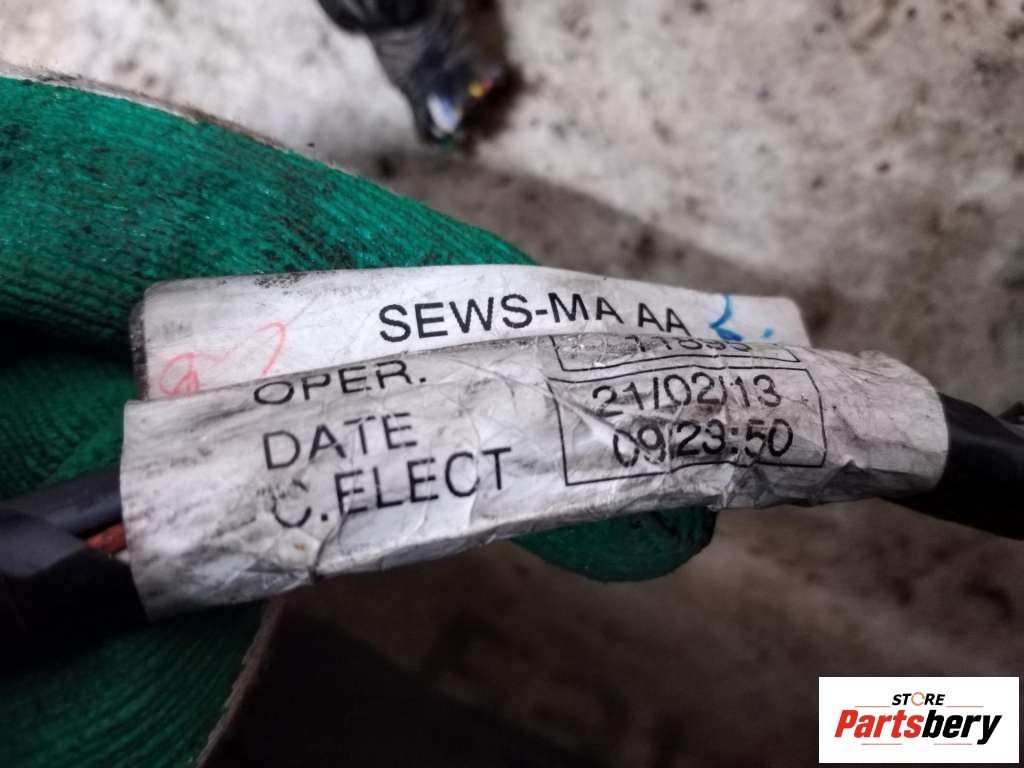 SEWS-MA AA
OPER.
DATE 21/02/13
C.ELECT 09:23:50
STORE
Partsbery